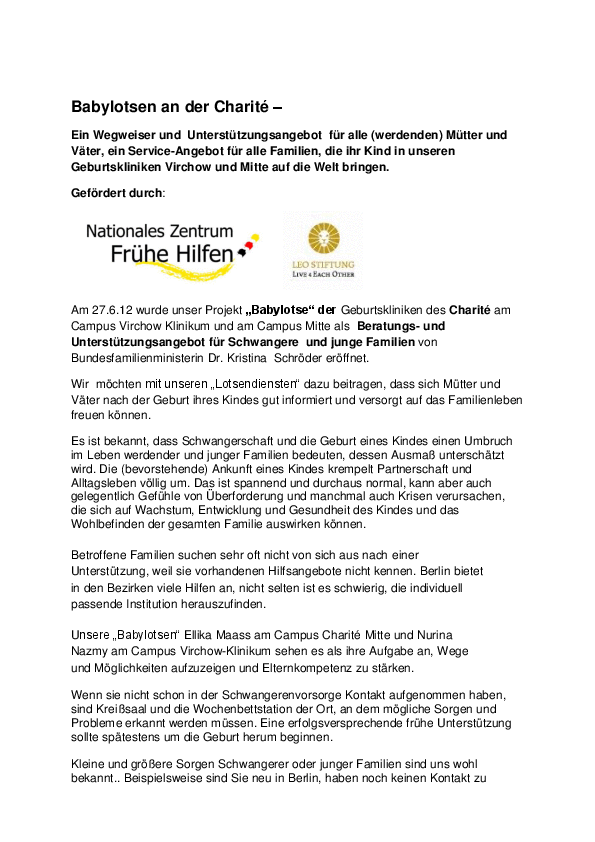 Babylotsen an der Charité –
Ein Wegweiser und Unterstützungsangebot für alle (werdenden) Mütter und
Väter, ein Service-Angebot für alle Familien, die ihr Kind in unseren
Geburtskliniken Virchow und Mitte auf die Welt bringen.
Gefördert durch:
Nationales Zentrum
Frühe Hilfen
LEO STIFTUNG
LIVE 4 EACH OTHER
Am 27.6.12 wurde unser Projekt „Babylotse“ der Geburtskliniken des Charité am
Campus Virchow Klinikum und am Campus Mitte als Beratungs- und
Unterstützungsangebot für Schwangere und junge Familien von
Bundesfamilienministerin Dr. Kristina Schröder eröffnet.
Wir möchten mit unseren „Lotsendiensten“ dazu beitragen, dass sich Mütter und
Väter nach der Geburt ihres Kindes gut informiert und versorgt auf das Familienleben
freuen können.
Es ist bekannt, dass Schwangerschaft und die Geburt eines Kindes einen Umbruch
im Leben werdender und junger Familien bedeuten, dessen Ausmaß unterschätzt
wird. Die (bevorstehende) Ankunft eines Kindes krempelt Partnerschaft und
Alltagsleben völlig um. Das ist spannend und durchaus normal, kann aber auch
gelegentlich Gefühle von Überforderung und manchmal auch Krisen verursachen,
die sich auf Wachstum, Entwicklung und Gesundheit des Kindes und das
Wohlbefinden der gesamten Familie auswirken können.
Betroffene Familien suchen sehr oft nicht von sich aus nach einer
Unterstützung, weil sie vorhandenen Hilfsangebote nicht kennen. Berlin bietet
in den Bezirken viele Hilfen an, nicht selten ist es schwierig, die individuell
passende Institution herauszufinden.
Unsere „Babylotsen“ Ellika Maass am Campus Charité Mitte und Nurina
Nazmy am Campus Virchow-Klinikum sehen es als ihre Aufgabe an, Wege
und Möglichkeiten aufzuzeigen und Elternkompetenz zu stärken.
Wenn sie nicht schon in der Schwangerenvorsorge Kontakt aufgenommen haben,
sind Kreißsaal und die Wochenbettstation der Ort, an dem mögliche Sorgen und
Probleme erkannt werden müssen. Eine erfolgsversprechende frühe Unterstützung
sollte spätestens um die Geburt herum beginnen.
Kleine und größere Sorgen Schwangerer oder junger Familien sind uns wohl
bekannt.. Beispielsweise sind Sie neu in Berlin, haben noch keinen Kontakt zu